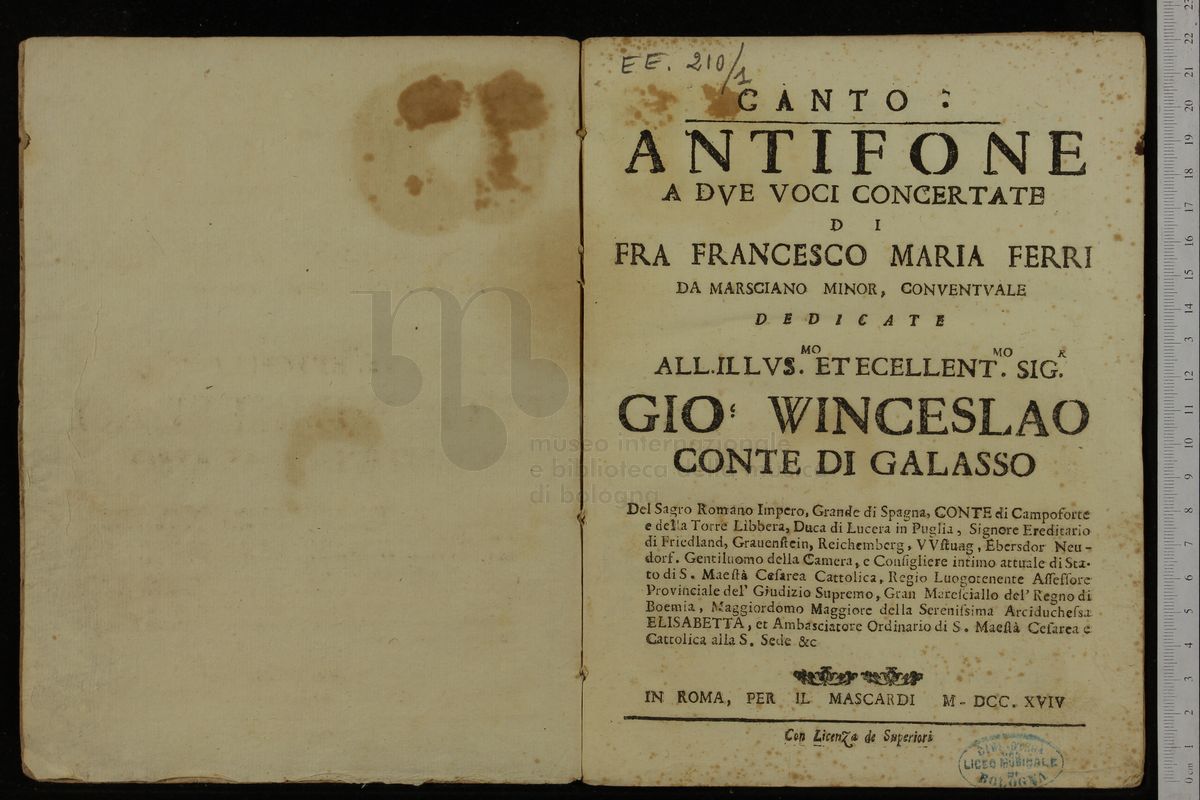 EE. 210/1
CANTO:
ANTIFONE
A DVE VOCI CONCERTATE
DI
FRA FRANCESCO MARIA FERRI
DA MARSCIANO MINOR, CONVENTVALE
DEDICATE
ALL.ILLVS.MO ET ECELLENT.MO SIG.R
GIO: WINCESLAO
CONTE DI GALASSO
Del Sagro Romano Impero, Grande di Spagna, CONTE di Campoforte
e della Torre Libbera, Duca di Lucera in Puglia, Signore Ereditario
di Friedland, Grauenstein, Reichemberg, VVstuag, Ebersdor Neu-
dorf. Gentiluomo della Camera, e Consigliere intimo attuale di Sta-
to di S. Maestà Cesarea Cattolica, Regio Luogotenente Assessore
Provinciale del' Giudizio Supremo, Gran Maresciallo del' Regno di
Boemia, Maggiordomo Maggiore della Serenissima Arciduchessa
ELISABETTA, et Ambasciatore Ordinario di S. Maestà Cesarea e
Cattolica alla S. Sede &c
IN ROMA, PER IL MASCARDI M- DCC. XVIV
Con LicenZa de Superiori
LICEO MUSICALE
DI
BOLOGNA
museo internazionale
e biblioteca della musica
di bologna